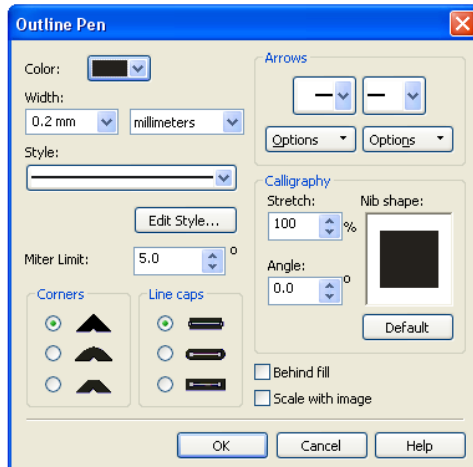 Outline Pen
Color:
Width:
0.2 mm
millimeters
Style:
Edit Style...
Miter Limit:
5.0
o
Corners
Line caps
Arrows
Options
Options
Calligraphy
Stretch:
Nib shape:
100
%
Angle:
0.0
o
Default
Behind fill
Scale with image
OK
Cancel
Help